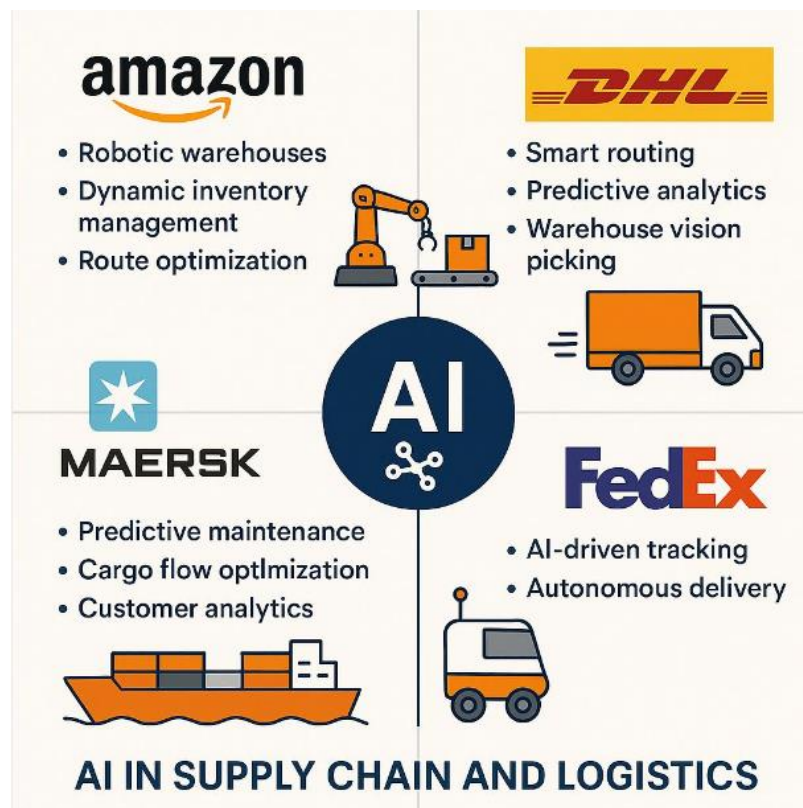 amazon
• Robotic warehouses
• Dynamic inventory
management
• Route optimization
DHL
• Smart routing
• Predictive analytics
• Warehouse vision
picking
AI
MAERSK
• Predictive maintenance
• Cargo flow optlmization
• Customer analytics
FedEx
• AI-driven tracking
• Autonomous delivery
AI IN SUPPLY CHAIN AND LOGISTICS